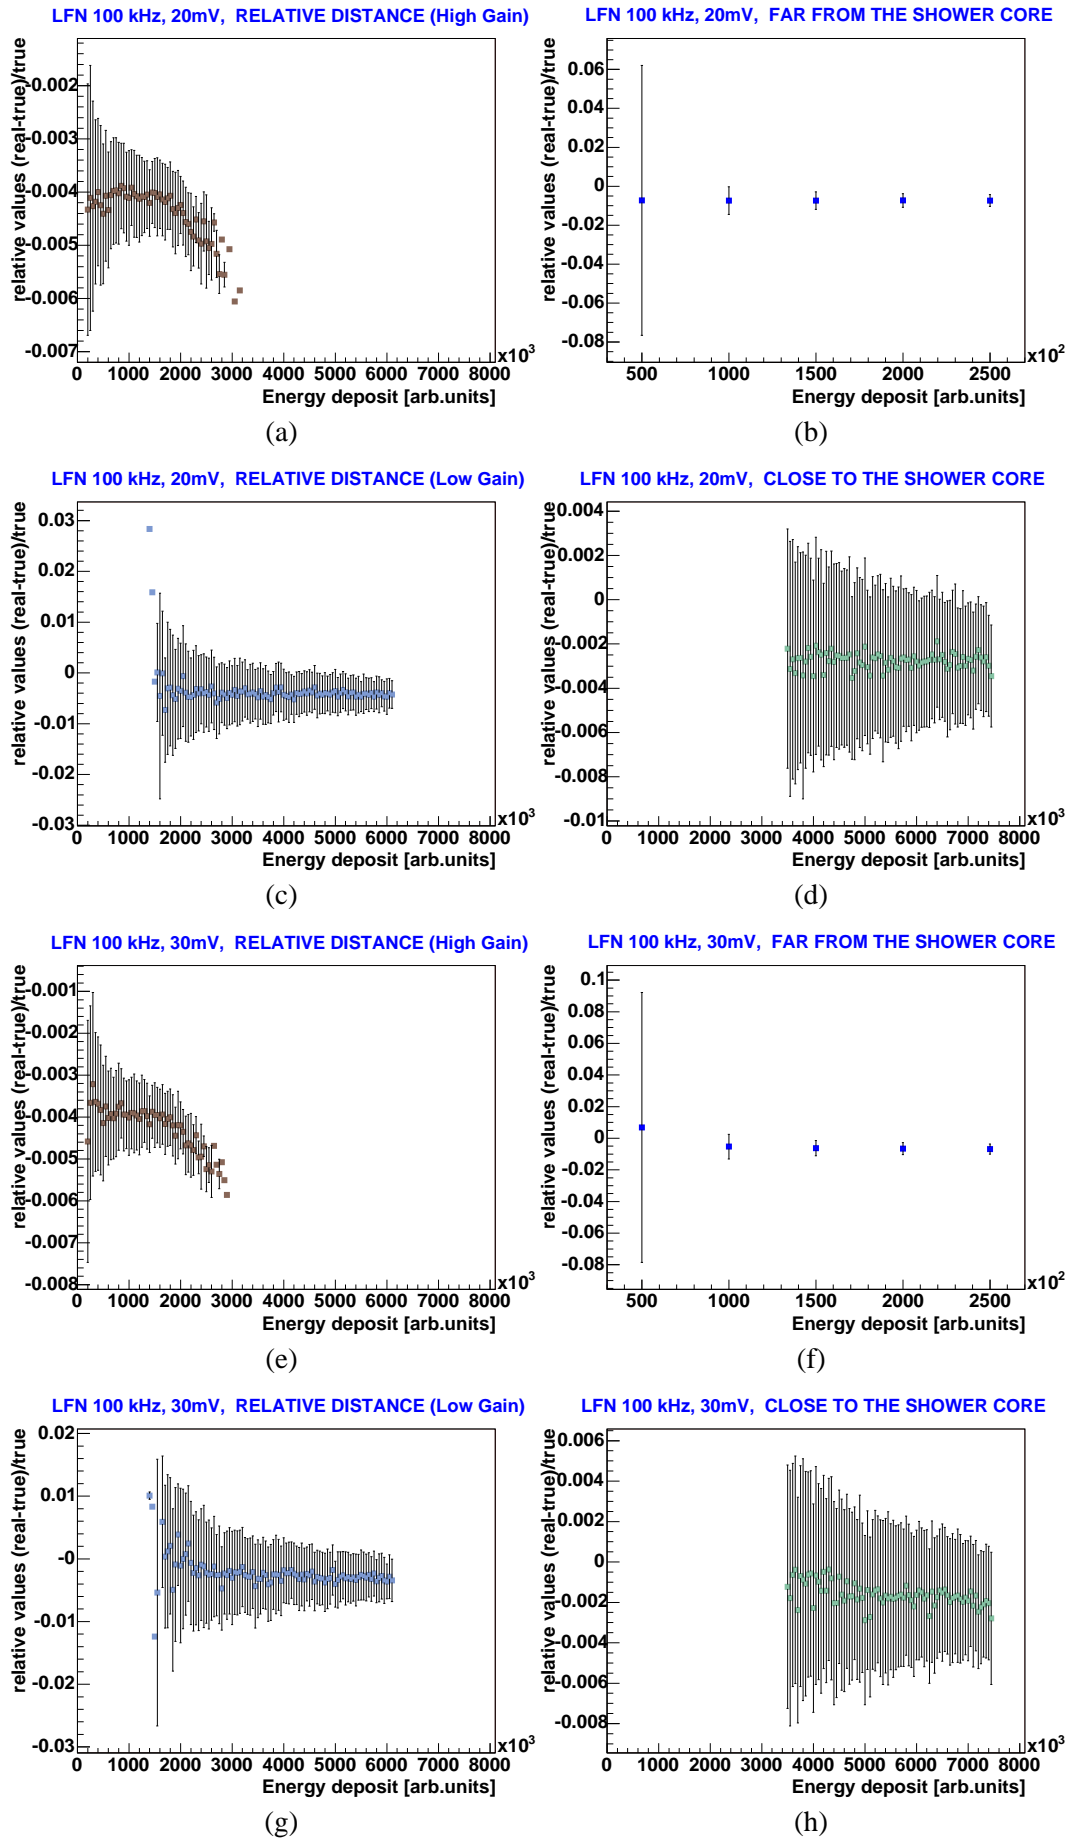 LFN 100 kHz, 20mV,  RELATIVE DISTANCE (High Gain)
relative values (real-true)/true
-0.002
-0.003
-0.004
-0.005
-0.006
-0.007
0 1000 2000 3000 4000 5000 6000 7000 8000
x10^3
Energy deposit [arb.units]
(a)
LFN 100 kHz, 20mV,  FAR FROM THE SHOWER CORE
relative values (real-true)/true
0.06
0.04
0.02
0
-0.02
-0.04
-0.06
-0.08
500 1000 1500 2000 2500
x10^2
Energy deposit [arb.units]
(b)
LFN 100 kHz, 20mV,  RELATIVE DISTANCE (Low Gain)
relative values (real-true)/true
0.03
0.02
0.01
0
-0.01
-0.02
-0.03
0 1000 2000 3000 4000 5000 6000 7000 8000
x10^3
Energy deposit [arb.units]
(c)
LFN 100 kHz, 20mV,  CLOSE TO THE SHOWER CORE
relative values (real-true)/true
0.004
0.002
0
-0.002
-0.004
-0.006
-0.008
-0.01
0 1000 2000 3000 4000 5000 6000 7000 8000
x10^3
Energy deposit [arb.units]
(d)
LFN 100 kHz, 30mV,  RELATIVE DISTANCE (High Gain)
relative values (real-true)/true
-0.001
-0.002
-0.003
-0.004
-0.005
-0.006
-0.007
-0.008
0 1000 2000 3000 4000 5000 6000 7000 8000
x10^3
Energy deposit [arb.units]
(e)
LFN 100 kHz, 30mV,  FAR FROM THE SHOWER CORE
relative values (real-true)/true
0.1
0.08
0.06
0.04
0.02
0
-0.02
-0.04
-0.06
-0.08
500 1000 1500 2000 2500
x10^2
Energy deposit [arb.units]
(f)
LFN 100 kHz, 30mV,  RELATIVE DISTANCE (Low Gain)
relative values (real-true)/true
0.02
0.01
-0
-0.01
-0.02
-0.03
0 1000 2000 3000 4000 5000 6000 7000 8000
x10^3
Energy deposit [arb.units]
(g)
LFN 100 kHz, 30mV,  CLOSE TO THE SHOWER CORE
relative values (real-true)/true
0.006
0.004
0.002
0
-0.002
-0.004
-0.006
-0.008
0 1000 2000 3000 4000 5000 6000 7000 8000
x10^3
Energy deposit [arb.units]
(h)